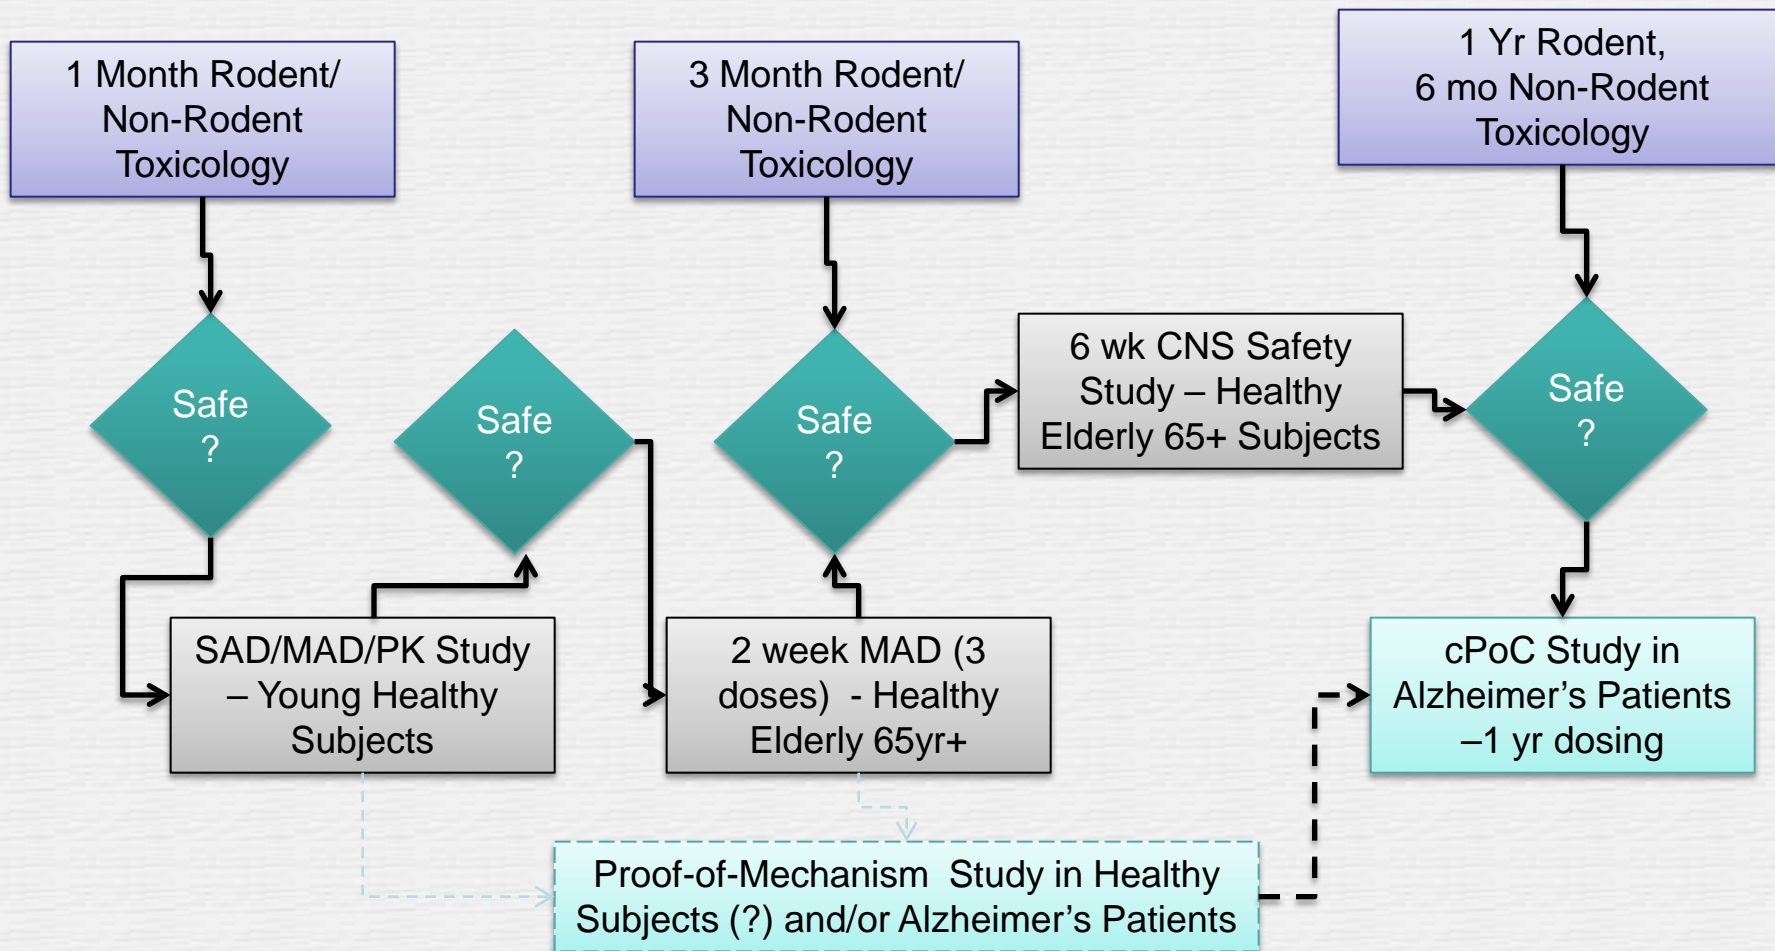 1 Month Rodent/
Non-Rodent
Toxicology
3 Month Rodent/
Non-Rodent
Toxicology
1 Yr Rodent,
6 mo Non-Rodent
Toxicology
Safe
?
Safe
?
Safe
?
6 wk CNS Safety
Study – Healthy
Elderly 65+ Subjects
Safe
?
SAD/MAD/PK Study
– Young Healthy
Subjects
2 week MAD (3
doses) - Healthy
Elderly 65yr+
cPoC Study in
Alzheimer’s Patients
–1 yr dosing
Proof-of-Mechanism Study in Healthy
Subjects (?) and/or Alzheimer’s Patients